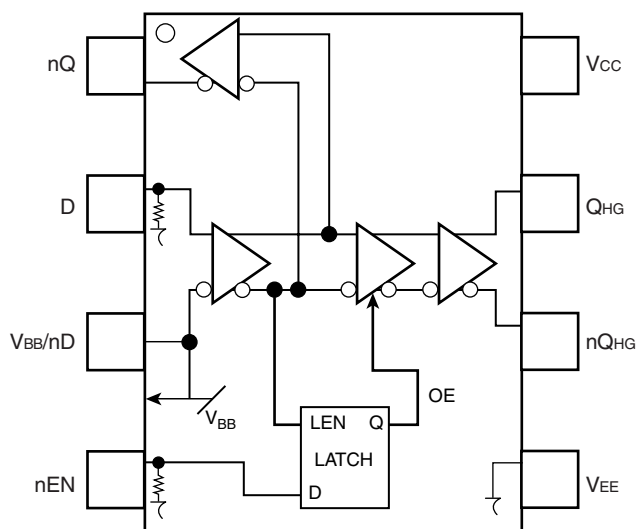 nQ
VCC
D
QHG
VBB/nD
nQHG
VBB
OE
LEN Q
LATCH
D
nEN
VEE